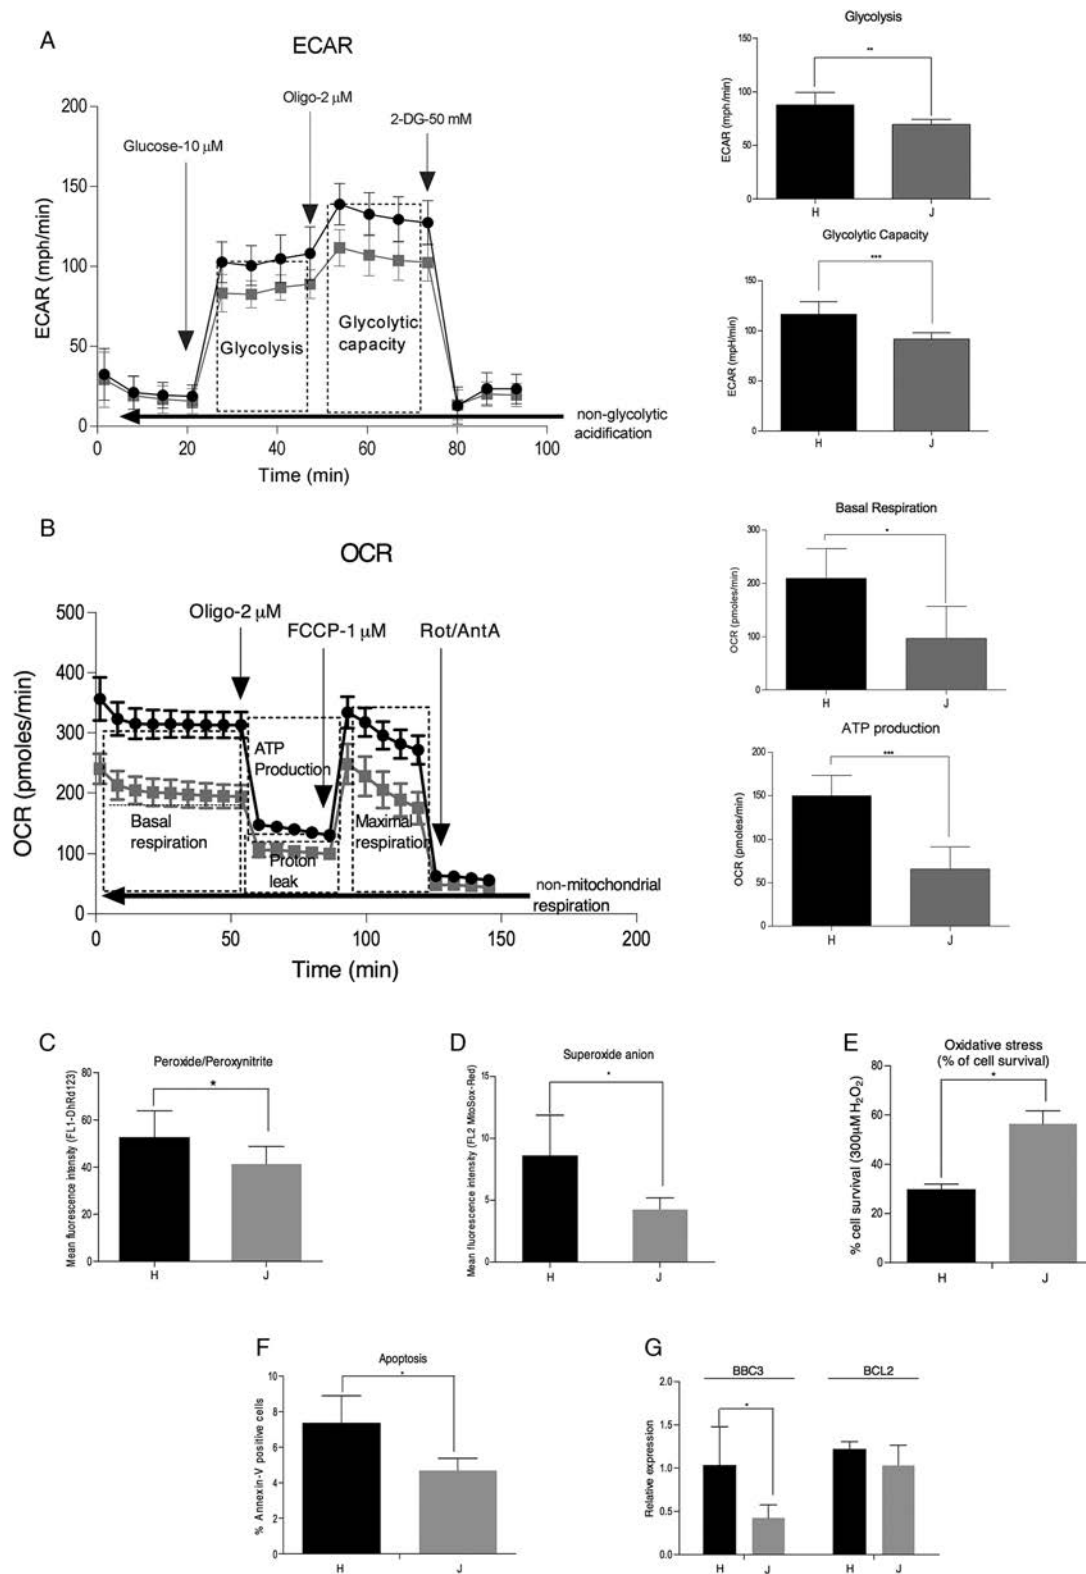 A
ECAR
ECAR (mph/min)
200
150
100
50
0
0
20
40
60
80
100
Time (min)
Glucose-10 μM
Oligo-2 μM
2-DG-50 mM
Glycolysis
Glycolytic
capacity
non-glycolytic
acidification
Glycolysis
ECAR (mph/min)
150
100
50
0
**
H
J
Glycolytic Capacity
ECAR (mpH/min)
150
100
50
0
***
H
J
B
OCR
OCR (pmoles/min)
500
400
300
200
100
0
0
50
100
150
200
Time (min)
Oligo-2 μM
FCCP-1 μM
Rot/AntA
ATP
Production
Basal
respiration
Proton
leak
Maximal
respiration
non-mitochondrial
respiration
Basal Respiration
OCR (pmoles/min)
300
200
100
0
*
H
J
ATP production
OCR (pmoles/min)
200
150
100
50
0
***
H
J
C
Peroxide/Peroxynitrite
Mean fluorescence intensity (FL1-DhRd123)
80
60
40
20
0
*
H
J
D
Superoxide anion
Mean fluorescence intensity (FL2 MitoSox-Red)
15
10
5
0
*
H
J
E
Oxidative stress
(% of cell survival)
% cell survival (300μM H₂O₂)
80
60
40
20
0
*
H
J
F
Apoptosis
% Annexin-V positive cells
10
8
6
4
2
0
*
H
J
G
BBC3
BCL2
Relative expression
2.0
1.5
1.0
0.5
0.0
*
H
J
H
J